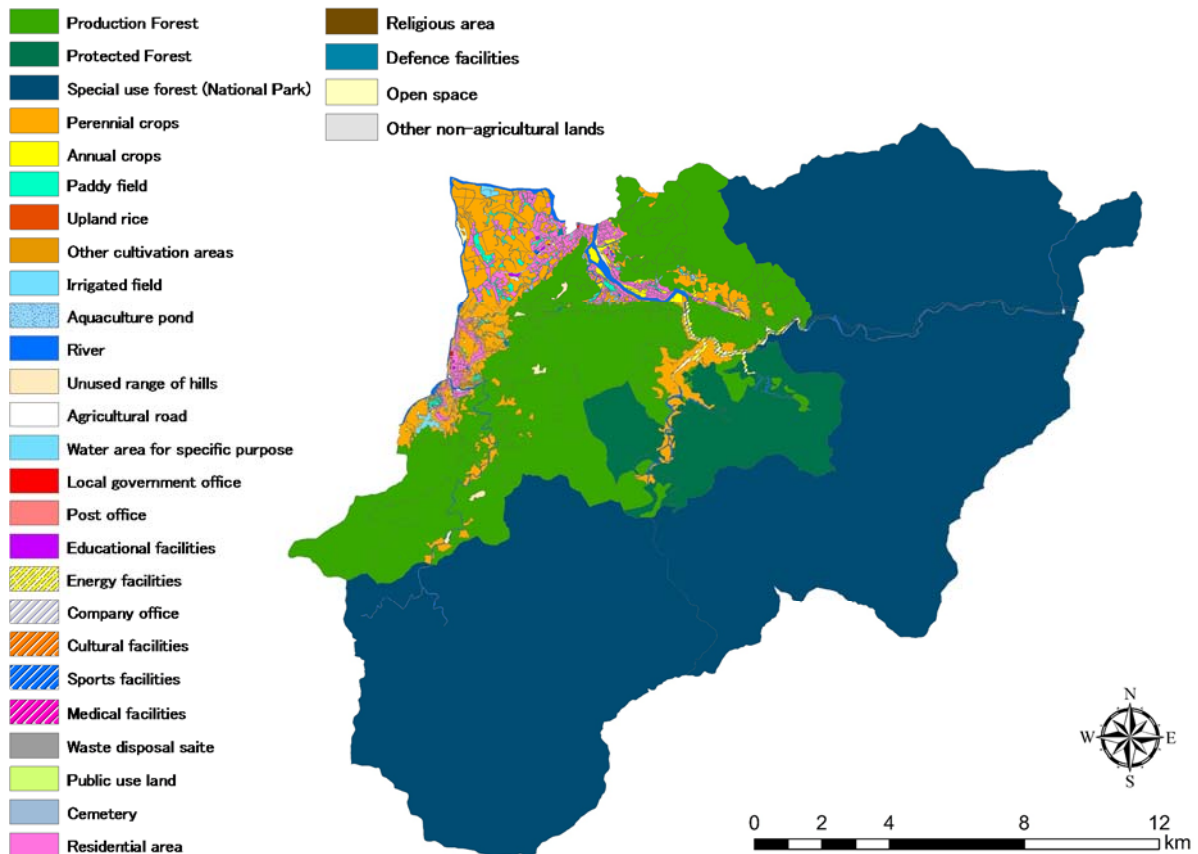 Production Forest
Protected Forest
Special use forest (National Park)
Perennial crops
Annual crops
Paddy field
Upland rice
Other cultivation areas
Irrigated field
Aquaculture pond
River
Unused range of hills
Agricultural road
Water area for specific purpose
Local government office
Post office
Educational facilities
Energy facilities
Company office
Cultural facilities
Sports facilities
Medical facilities
Waste disposal saite
Public use land
Cemetery
Residential area
Religious area
Defence facilities
Open space
Other non-agricultural lands
N
W E
S
0 2 4 8 12
km